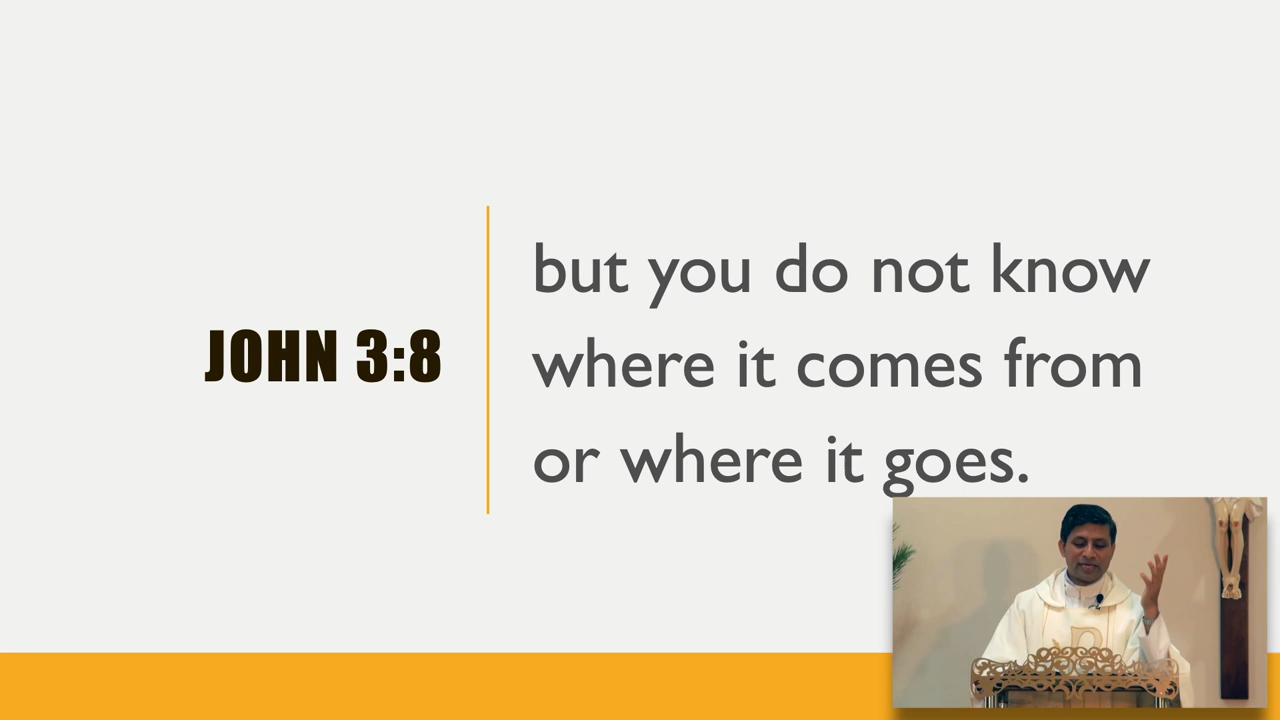 JOHN 3:8
but you do not know
where it comes from
or where it goes.